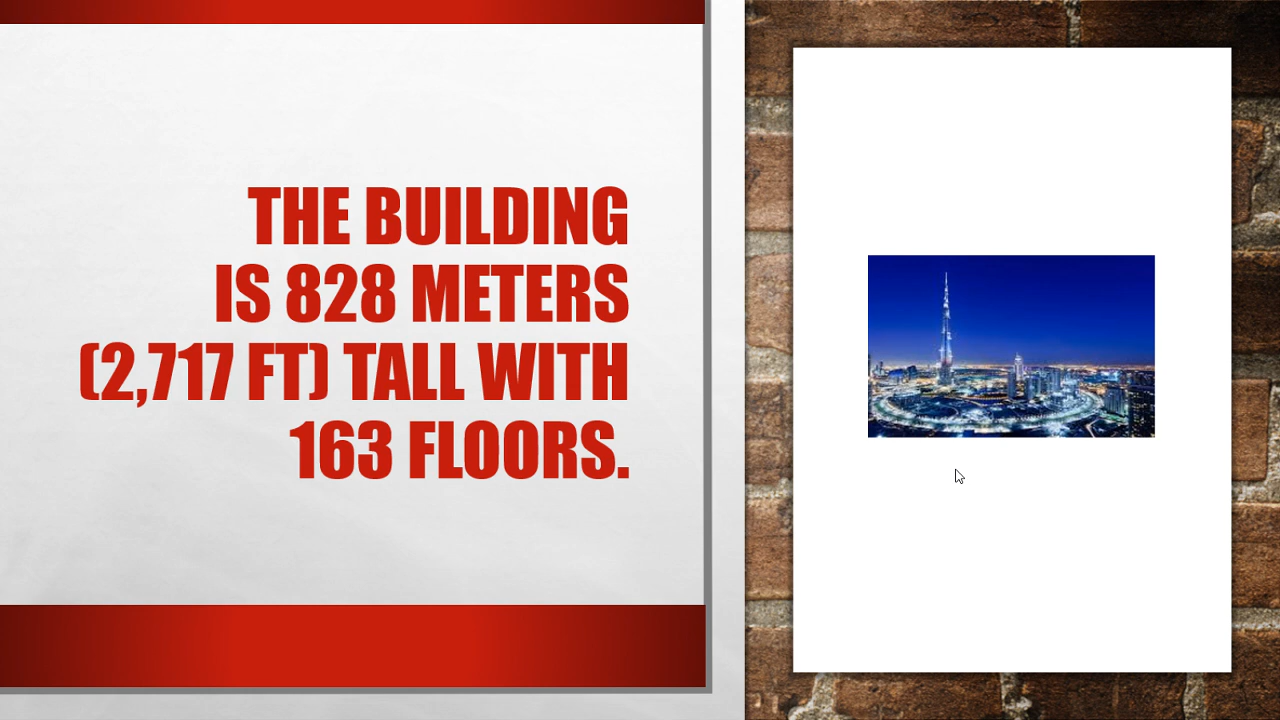 THE BUILDING
IS 828 METERS
(2,717 FT) TALL WITH
163 FLOORS.